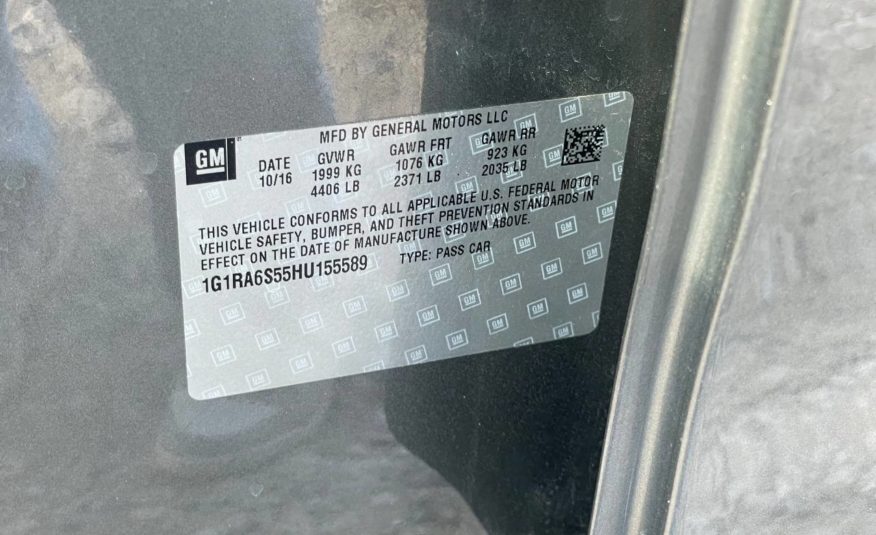 MFD BY GENERAL MOTORS LLC
GM
DATE GVWR GAWR FRT GAWR RR
10/16 1999 KG 1076 KG 923 KG
4406 LB 2371 LB 2035 LB
THIS VEHICLE CONFORMS TO ALL APPLICABLE U.S. FEDERAL MOTOR
VEHICLE SAFETY, BUMPER, AND THEFT PREVENTION STANDARDS IN
EFFECT ON THE DATE OF MANUFACTURE SHOWN ABOVE.
1G1RA6S55HU155589 TYPE: PASS CAR